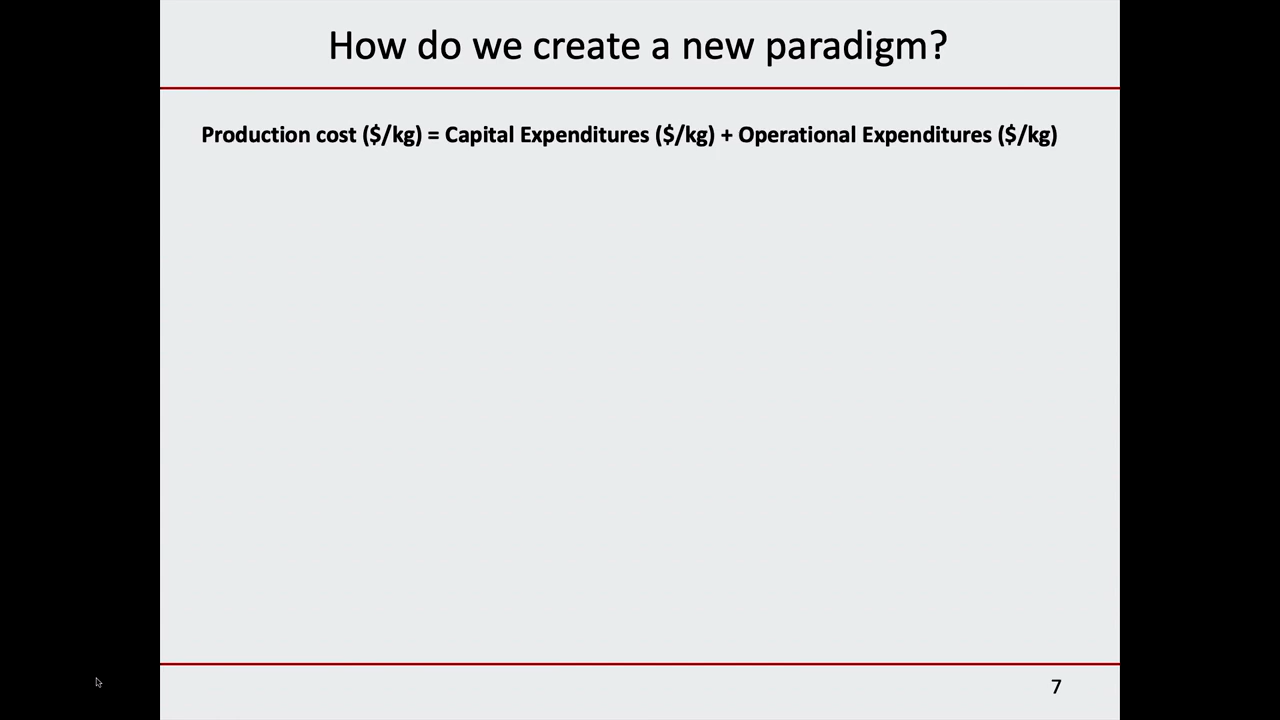 How do we create a new paradigm?
Production cost ($/kg) = Capital Expenditures ($/kg) + Operational Expenditures ($/kg)
7